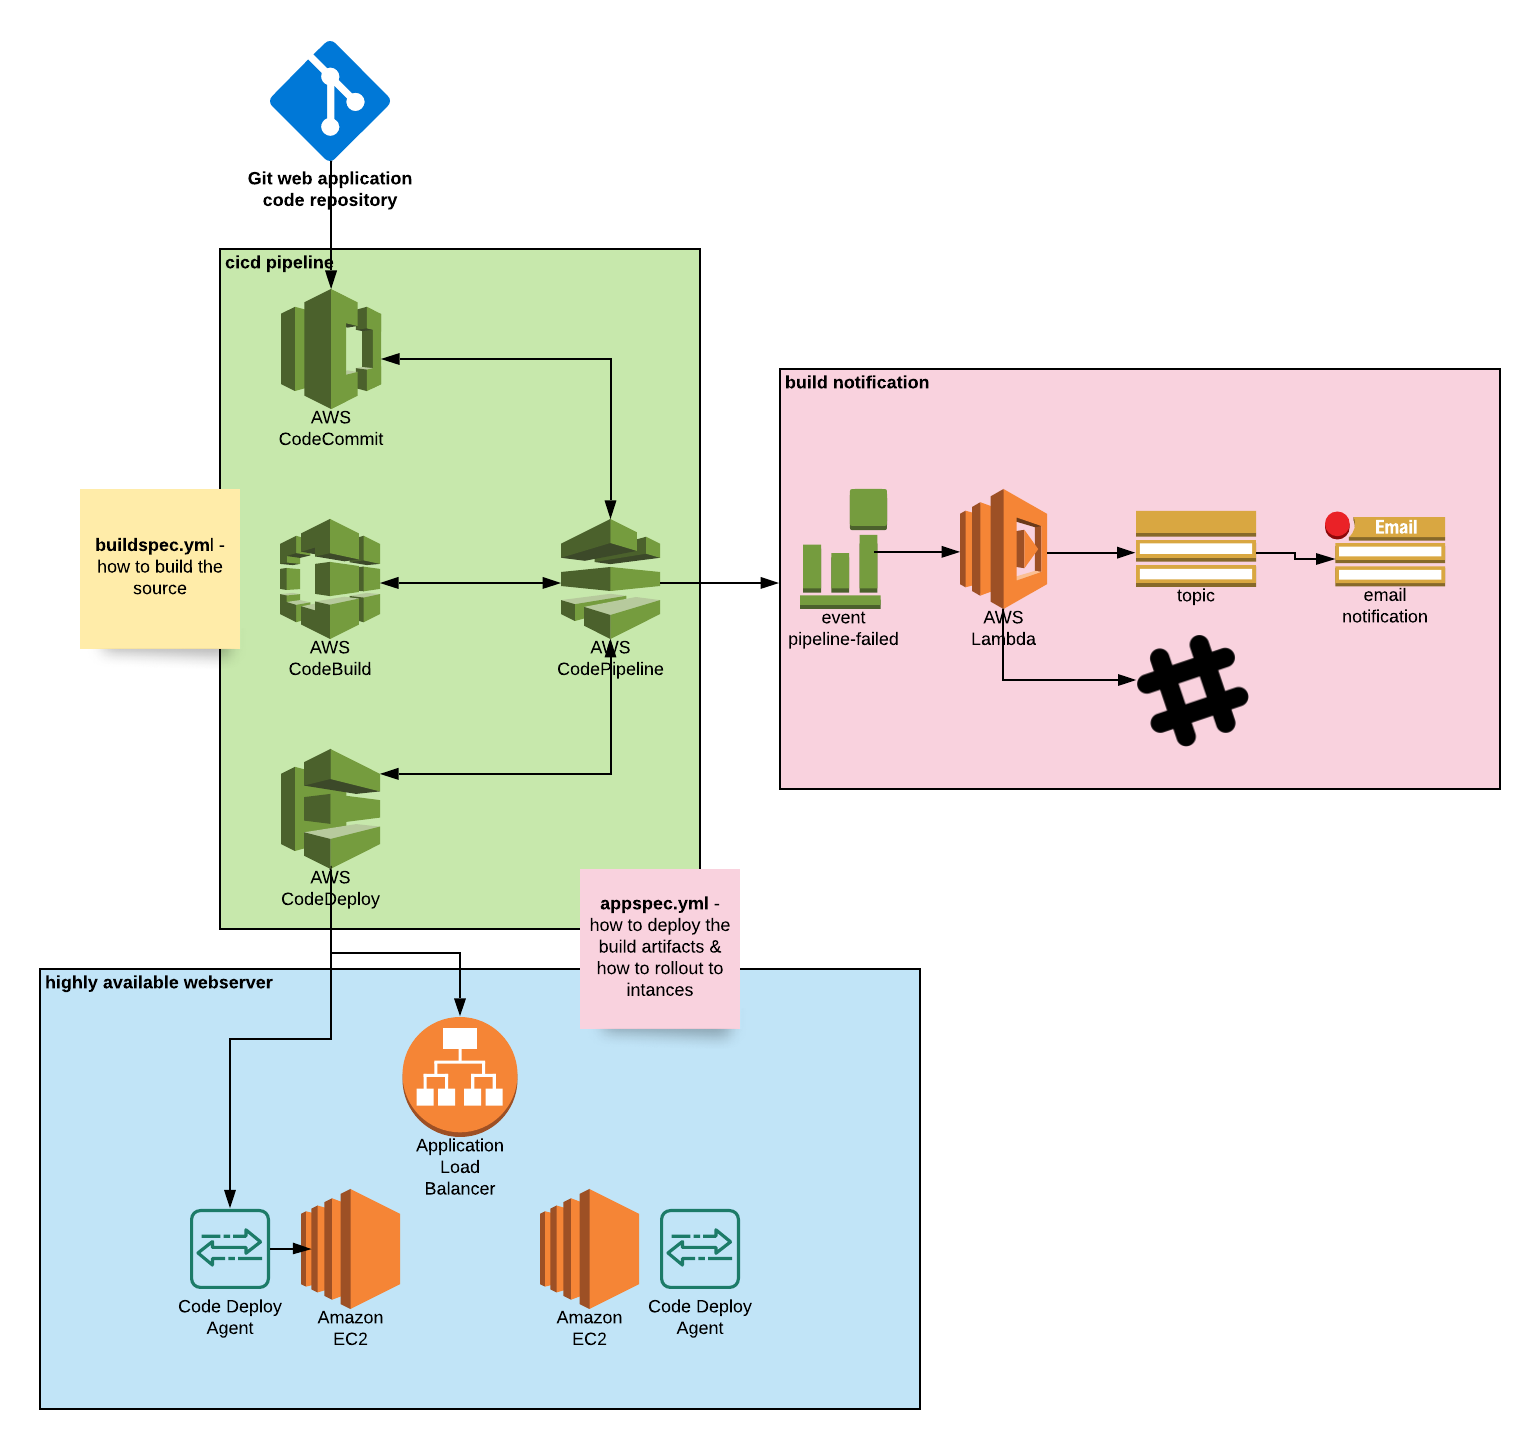 Git web application
code repository
cicd pipeline
AWS
CodeCommit
buildspec.yml -
how to build the
source
AWS
CodeBuild
AWS
CodePipeline
AWS
CodeDeploy
build notification
event
pipeline-failed
AWS
Lambda
topic
Email
email
notification
appspec.yml -
how to deploy the
build artifacts &
how to rollout to
intances
highly available webserver
Application
Load
Balancer
Code Deploy
Agent
Amazon
EC2
Amazon
EC2
Code Deploy
Agent